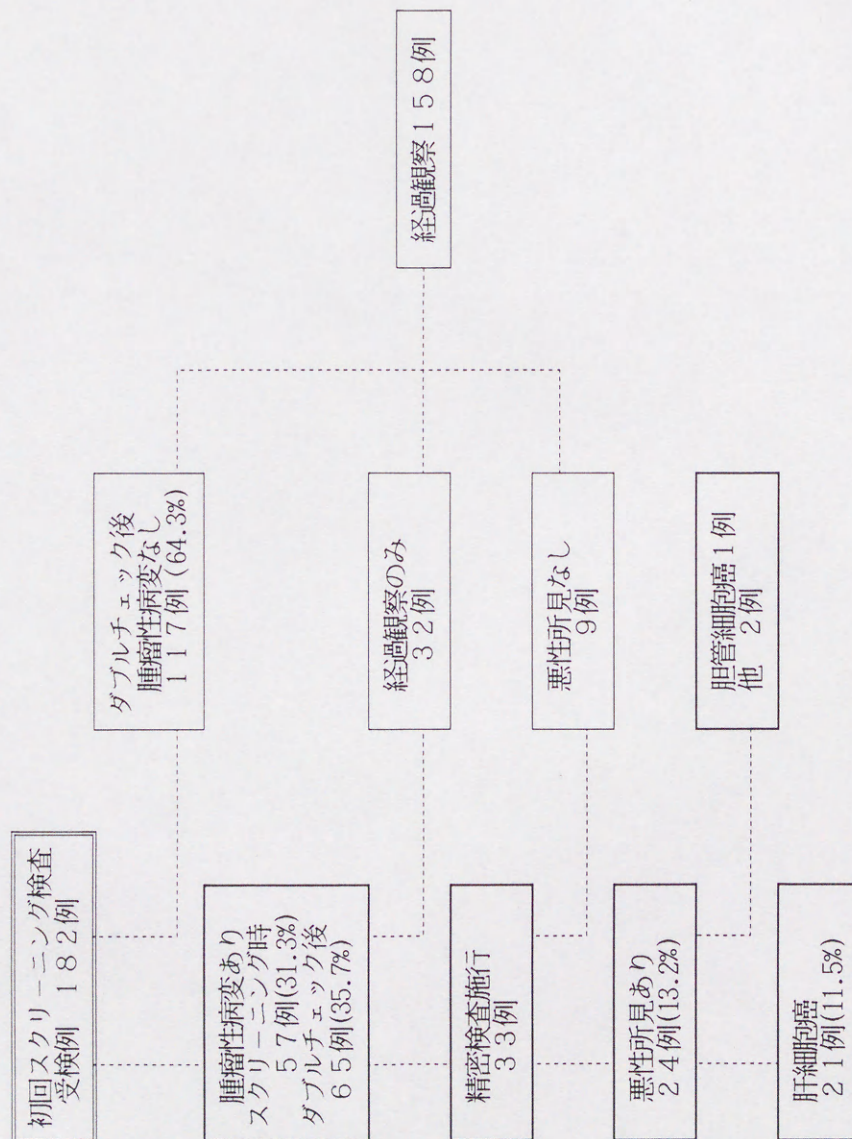 初回スクリーニング検査
受検例 182例
ダブルチェック後
腫瘤性病変なし
117例 (64.3%)
腫瘤性病変あり
スクリーニング時
57例(31.3%)
ダブルチェック後
65例(35.7%)
経過観察のみ
32例
経過観察158例
精密検査施行
33例
悪性所見なし
9例
悪性所見あり
24例(13.2%)
胆管細胞癌1例
他 2例
肝細胞癌
21例(11.5%)